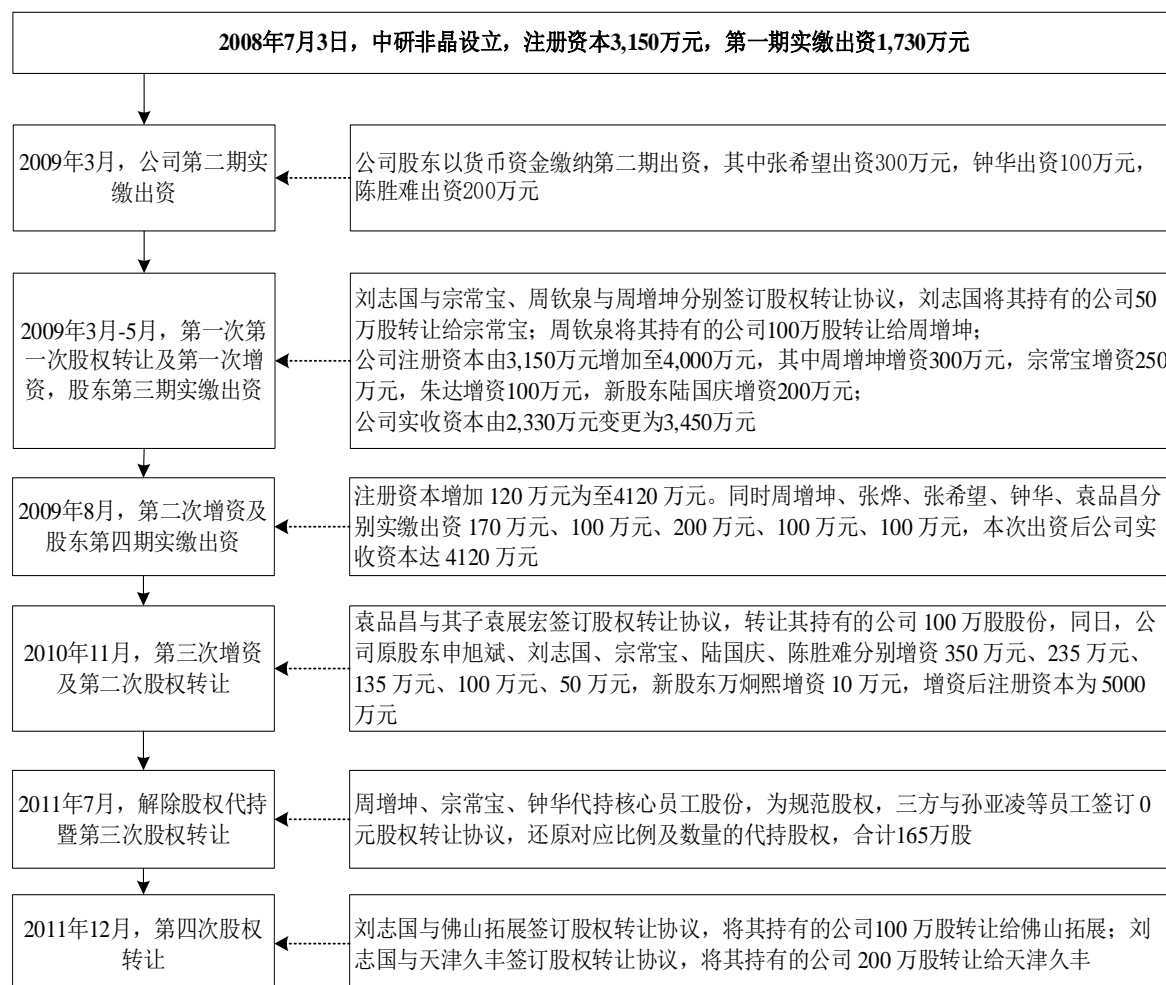 2008年7月3日，中研非晶设立，注册资本3,150万元，第一期实缴出资1,730万元
2009年3月，公司第二期实
缴出资
公司股东以货币资金缴纳第二期出资，其中张希望出资300万元，钟华出资100万元，
陈胜难出资200万元
2009年3月-5月，第一次第
一次股权转让及第一次增
资，股东第三期实缴出资
刘志国与宗常宝、周钦泉与周增坤分别签订股权转让协议，刘志国将其持有的公司50
万股转让给宗常宝；周钦泉将其持有的公司100万股转让给周增坤；
公司注册资本由3,150万元增加至4,000万元，其中周增坤增资300万元，宗常宝增资250
万元，朱达增资100万元，新股东陆国庆增资200万元；
公司实收资本由2,330万元变更为3,450万元
2009年8月，第二次增资及
股东第四期实缴出资
注册资本增加 120 万元为至4120 万元。同时周增坤、张烨、张希望、钟华、袁品昌分
别实缴出资 170 万元、100 万元、200 万元、100 万元、100 万元，本次出资后公司实
收资本达 4120 万元
2010年11月，第三次增资
及第二次股权转让
袁品昌与其子袁展宏签订股权转让协议，转让其持有的公司 100 万股股份，同日，公
司原股东申旭斌、刘志国、宗常宝、陆国庆、陈胜难分别增资 350 万元、235 万元、
135 万元、100 万元、50 万元，新股东万炯熙增资 10 万元，增资后注册资本为 5000
万元
2011年7月，解除股权代持
暨第三次股权转让
周增坤、宗常宝、钟华代持核心员工股份，为规范股权，三方与孙亚凌等员工签订 0
元股权转让协议，还原对应比例及数量的代持股权，合计165万股
2011年12月，第四次股权
转让
刘志国与佛山拓展签订股权转让协议，将其持有的公司100 万股转让给佛山拓展；刘
志国与天津久丰签订股权转让协议，将其持有的公司 200 万股转让给天津久丰